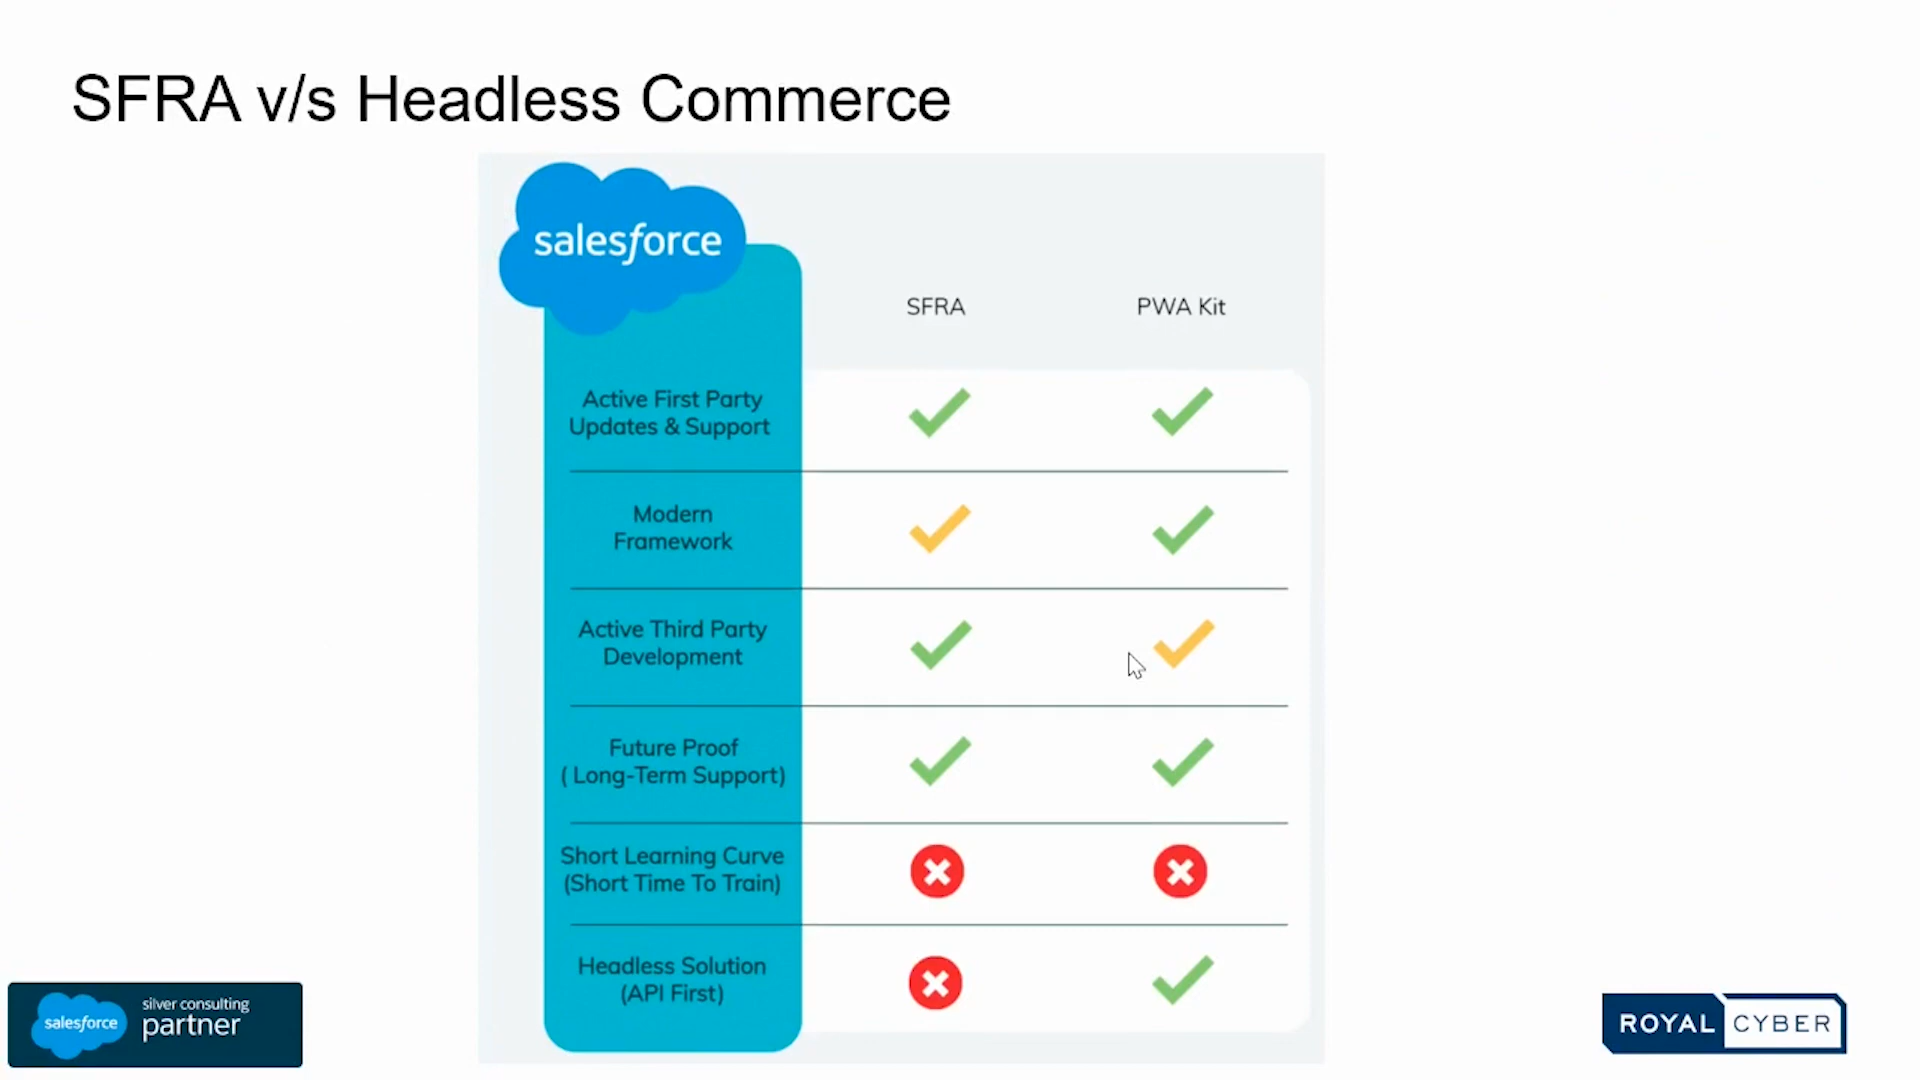 SFRA v/s Headless Commerce
salesforce
SFRA
PWA Kit
Active First Party
Updates & Support
Modern
Framework
Active Third Party
Development
Future Proof
( Long-Term Support)
Short Learning Curve
(Short Time To Train)
Headless Solution
(API First)
salesforce
silver consulting
partner
ROYAL CYBER